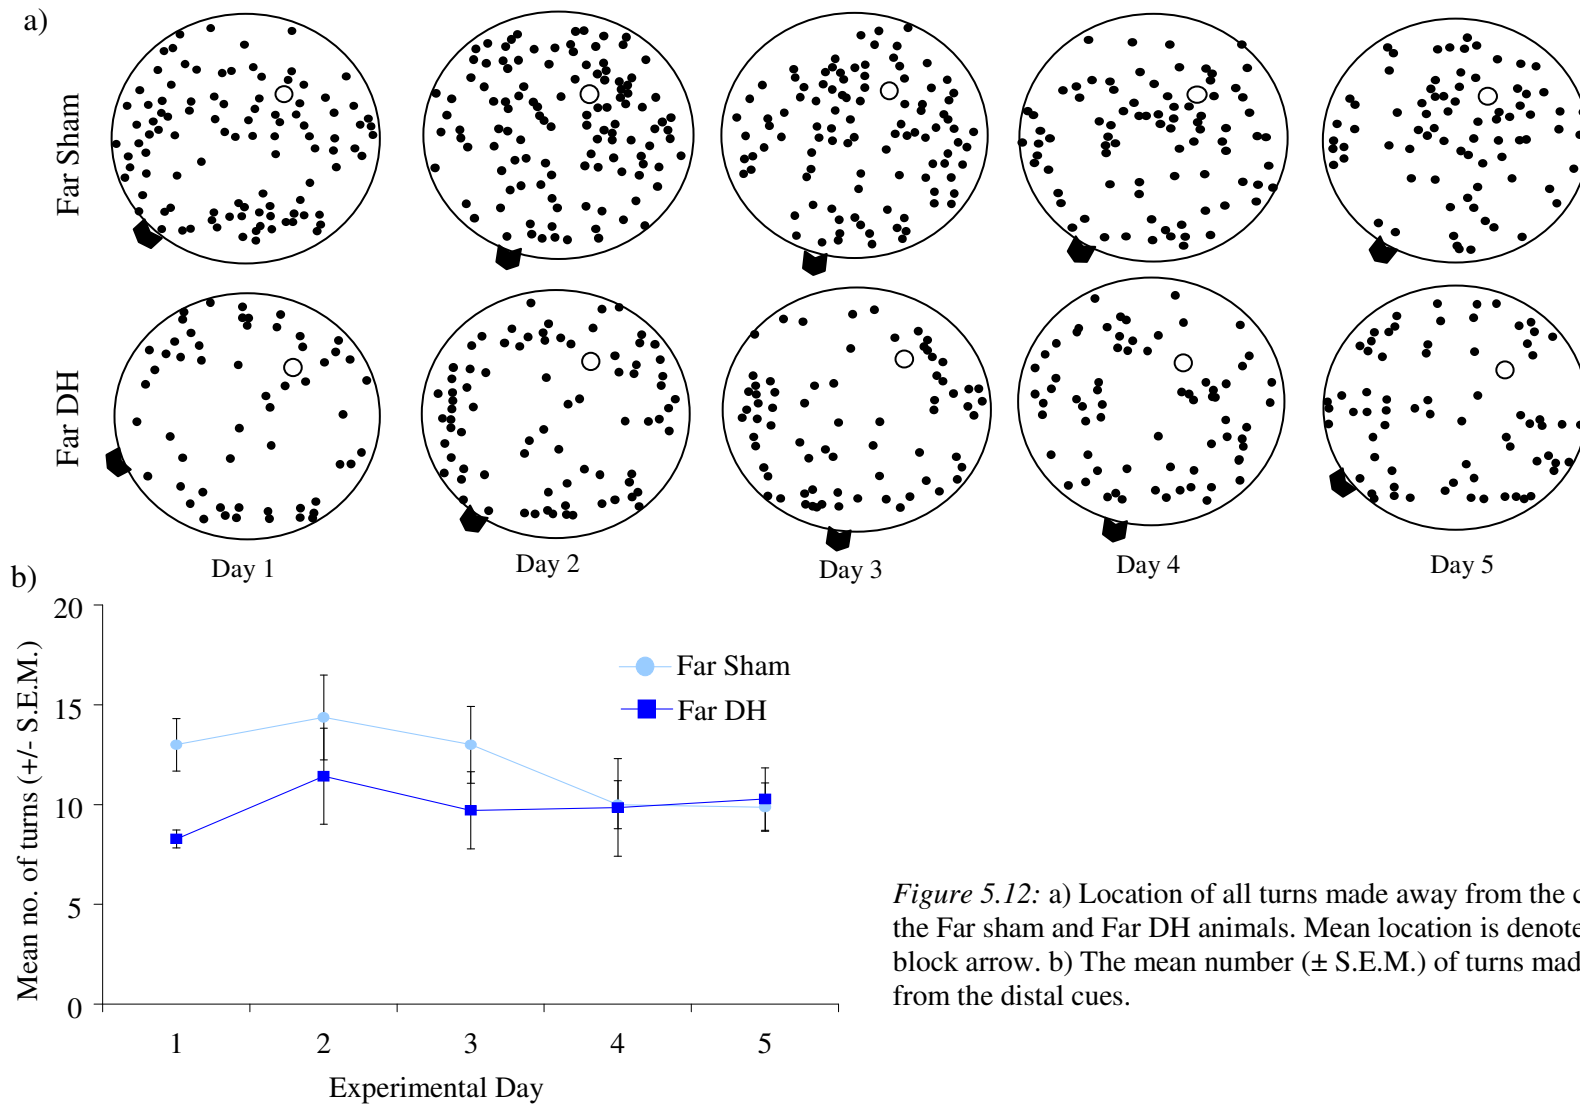 a)
Far Sham
Far DH
Day 1
Day 2
Day 3
Day 4
Day 5
b)
Mean no. of turns (+/- S.E.M.)
20
15
10
5
0
Far Sham
Far DH
1
2
3
4
5
Experimental Day
Figure 5.12: a) Location of all turns made away from the
the Far sham and Far DH animals. Mean location is
block arrow. b) The mean number (± S.E.M.) of turns
from the distal cues.